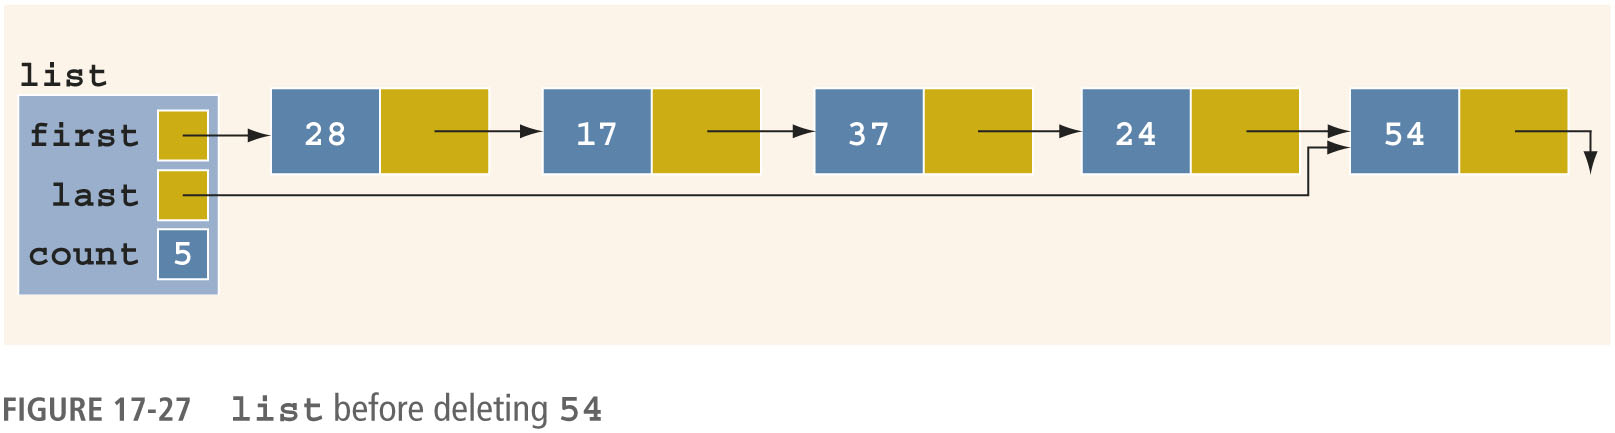 list
first 28 17 37 24 54
last
count 5
FIGURE 17-27 list before deleting 54